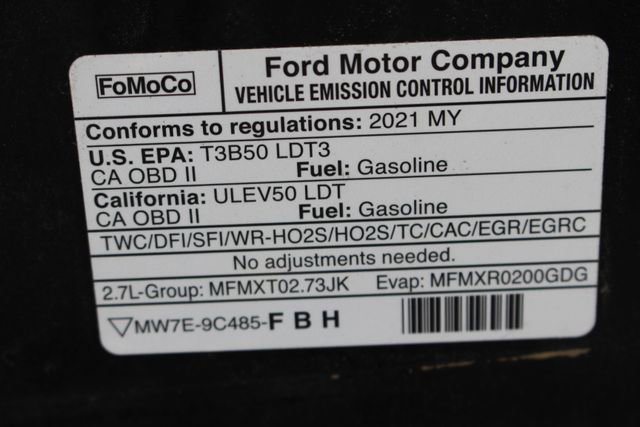 FoMoCo
Ford Motor Company
VEHICLE EMISSION CONTROL INFORMATION
Conforms to regulations: 2021 MY
U.S. EPA: T3B50 LDT3
CA OBD II Fuel: Gasoline
California: ULEV50 LDT
CA OBD II Fuel: Gasoline
TWC/DFI/SFI/WR-HO2S/HO2S/TC/CAC/EGR/EGRC
No adjustments needed.
2.7L-Group: MFMXT02.73JK Evap: MFMXR0200GDG
MW7E-9C485-F B H